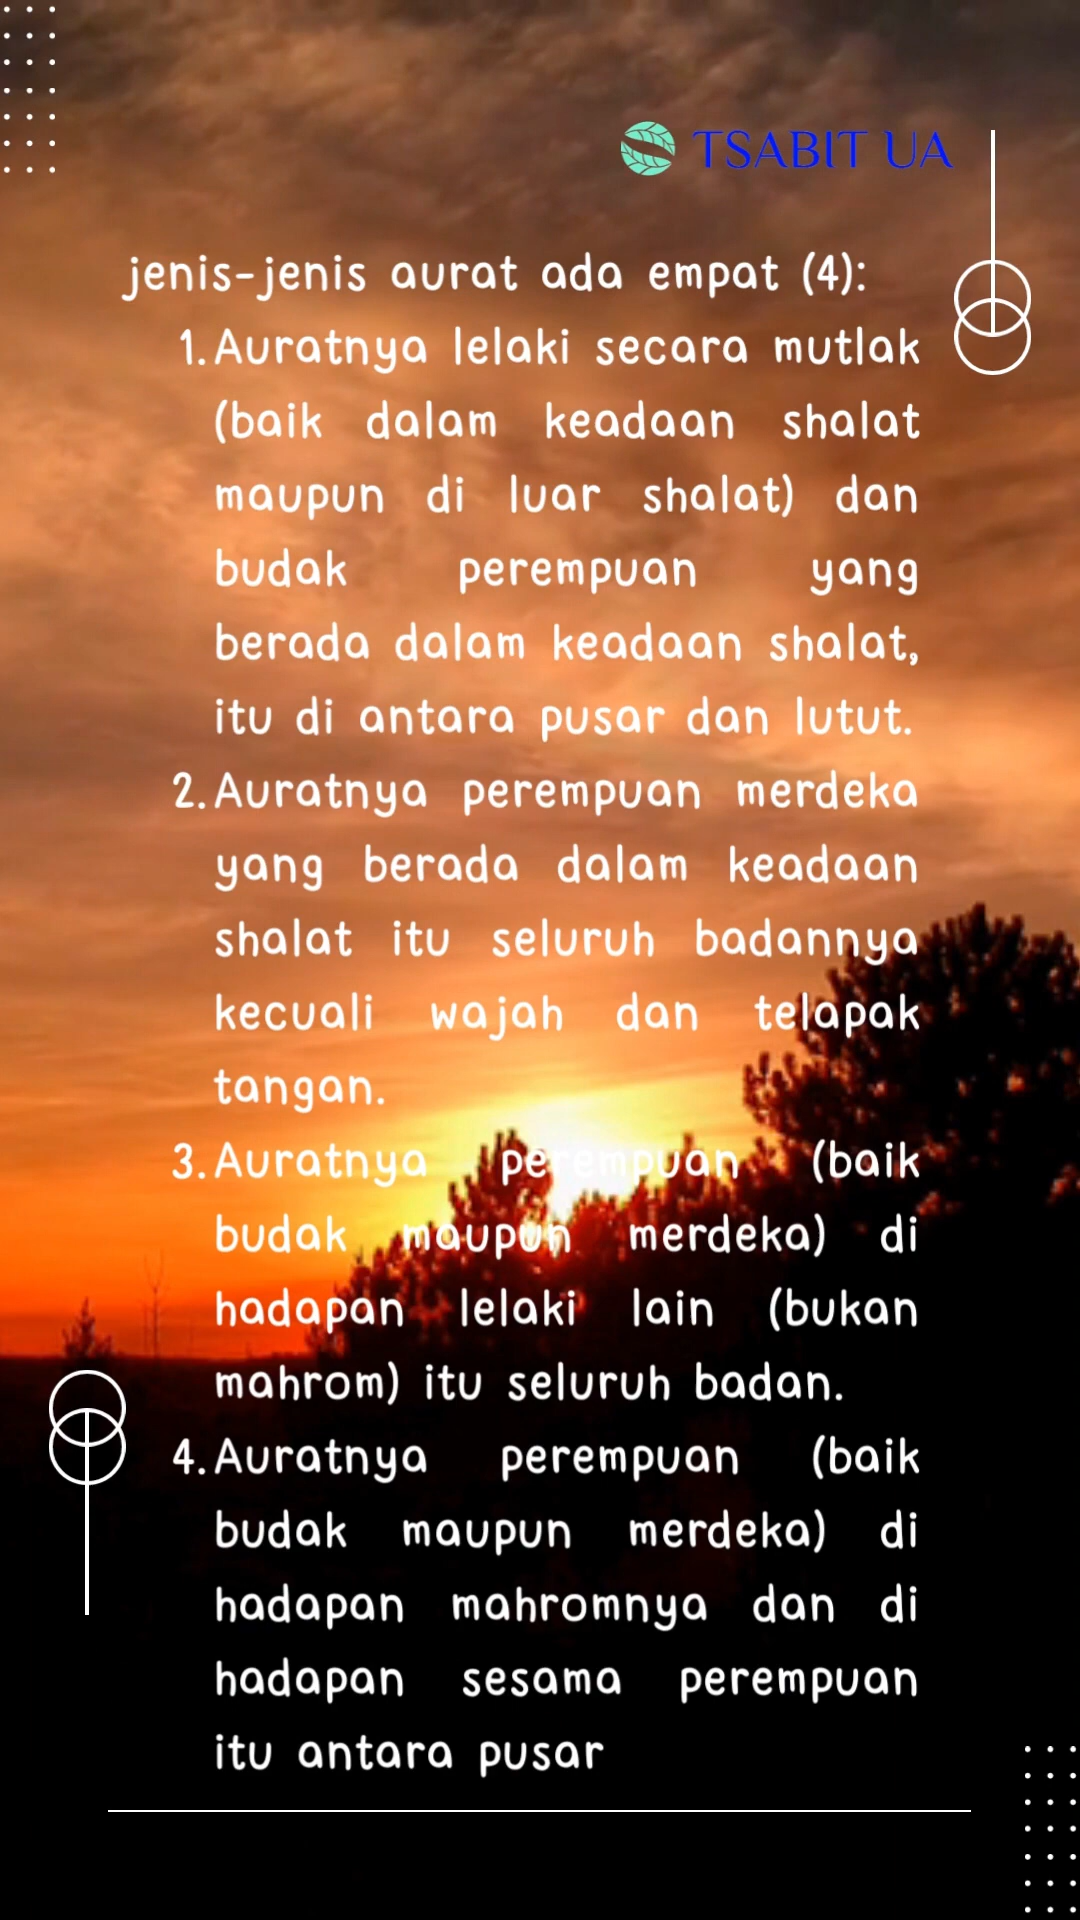 TSABIT UA
jenis-jenis aurat ada empat (4):
1. Auratnya lelaki secara mutlak
(baik dalam keadaan shalat
maupun di luar shalat) dan
budak perempuan yang
berada dalam keadaan shalat,
itu di antara pusar dan lutut.
2. Auratnya perempuan merdeka
yang berada dalam keadaan
shalat itu seluruh badannya
kecuali wajah dan telapak
tangan.
3. Auratnya perempuan (baik
budak maupun merdeka) di
hadapan lelaki lain (bukan
mahrom) itu seluruh badan.
4. Auratnya perempuan (baik
budak maupun merdeka) di
hadapan mahromnya dan di
hadapan sesama perempuan
itu antara pusar